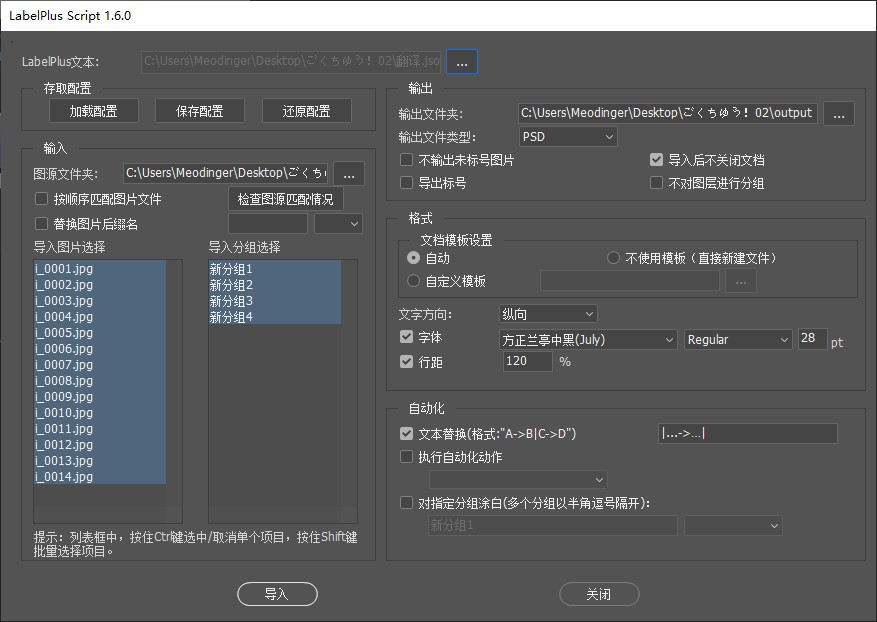 LabelPlus Script 1.6.0
LabelPlus文本:
C:\Users\Meodinger\Desktop\ごくちゅう! 02\翻译.jso
...
存取配置
加载配置
保存配置
还原配置
输入
图源文件夹:
C:\Users\Meodinger\Desktop\ごくち
...
按顺序匹配图片文件
检查图源匹配情况
替换图片后缀名
导入图片选择
导入分组选择
i_0001.jpg
i_0002.jpg
i_0003.jpg
i_0004.jpg
i_0005.jpg
i_0006.jpg
i_0007.jpg
i_0008.jpg
i_0009.jpg
i_0010.jpg
i_0011.jpg
i_0012.jpg
i_0013.jpg
i_0014.jpg
新分组1
新分组2
新分组3
新分组4
提示：列表框中，按住Ctrl键选中/取消单个项目，按住Shift键
批量选择项目。
输出
输出文件夹:
C:\Users\Meodinger\Desktop\ごくちゅう! 02\output
...
输出文件类型:
PSD
不输出未标号图片
导入后不关闭文档
导出标号
不对图层进行分组
格式
文档模板设置
自动
不使用模板（直接新建文件）
自定义模板
...
文字方向:
纵向
字体
方正兰亭中黑(July)
Regular
28
pt
行距
120
%
自动化
文本替换(格式:"A->B|C->D")
|...->…|
执行自动化动作
对指定分组涂白(多个分组以半角逗号隔开):
新分组1
导入
关闭